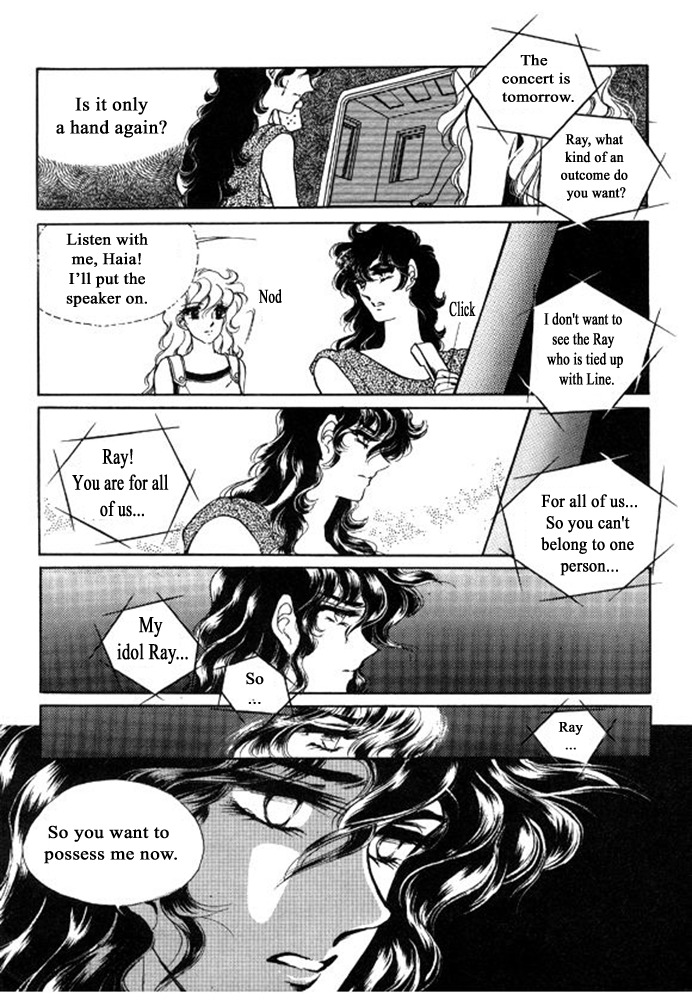 Is it only
a hand again?
The
concert is
tomorrow.
Ray, what
kind of an
outcome do
you want?
Listen with
me, Haia!
I'll put the
speaker on.
Nod
Click
I don't want to
see the Ray
who is tied up
with Line.
Ray!
You are for all
of us...
For all of us...
So you can't
belong to one
person...
My
idol Ray...
So
...
Ray
...
So you want to
possess me now.